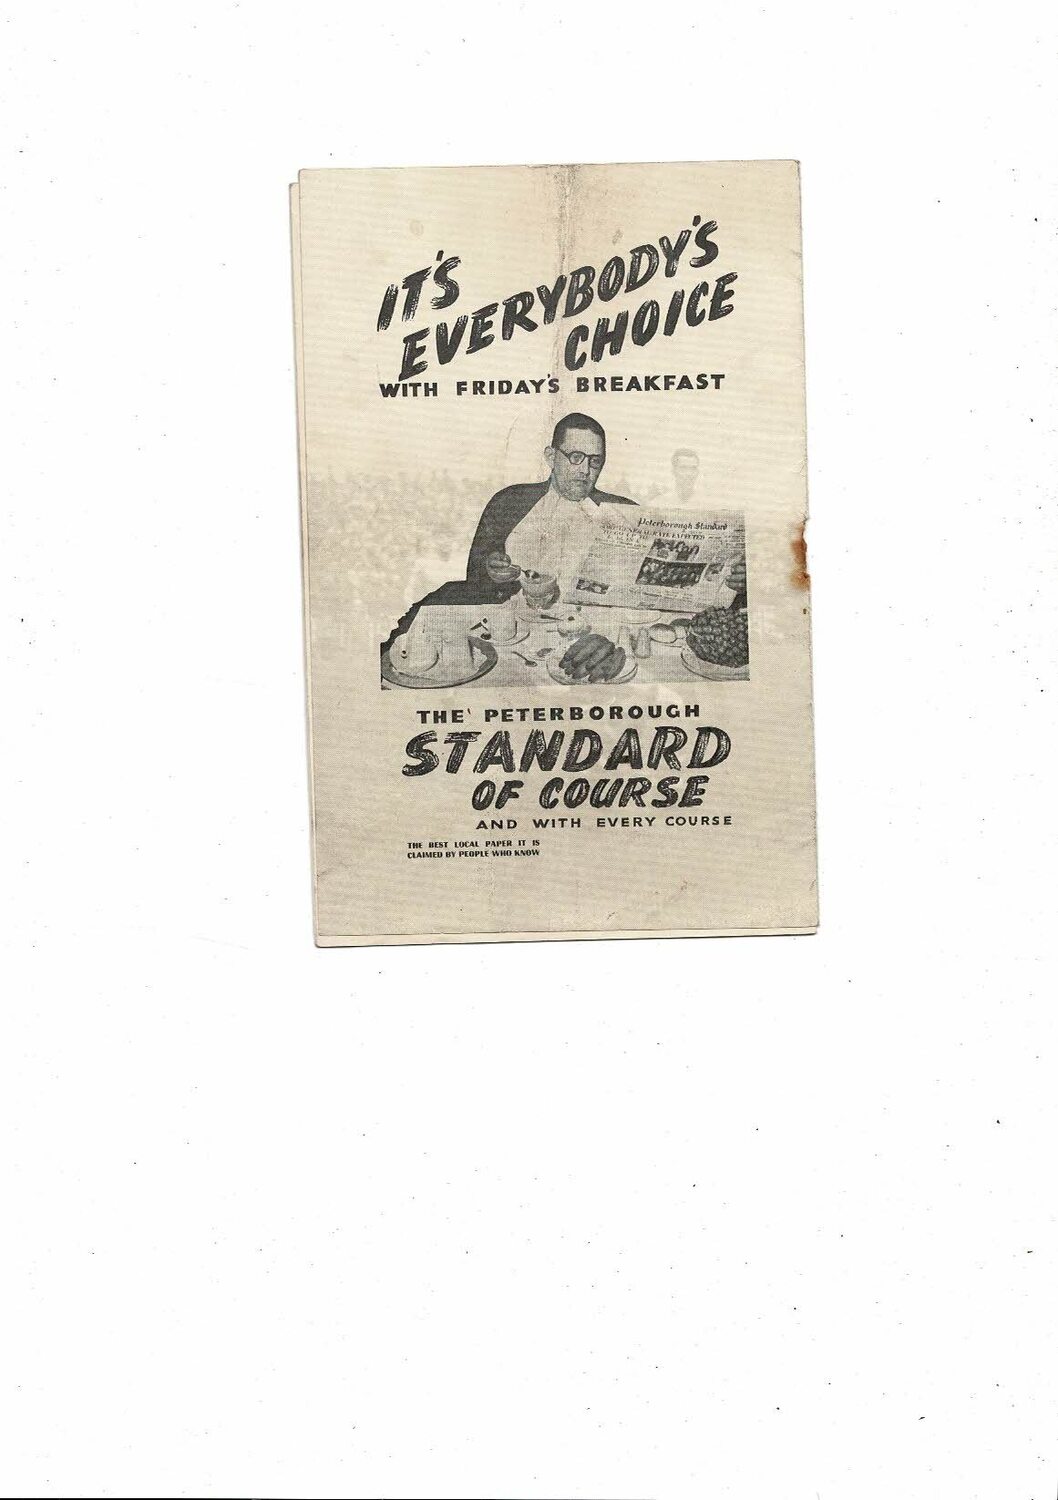 IT'S
EVERYBODY'S
CHOICE
WITH FRIDAY'S BREAKFAST
Peterborough Standard
THE PETERBOROUGH
STANDARD
OF COURSE
AND WITH EVERY COURSE
THE BEST LOCAL PAPER IT IS
CLAIMED BY PEOPLE WHO KNOW